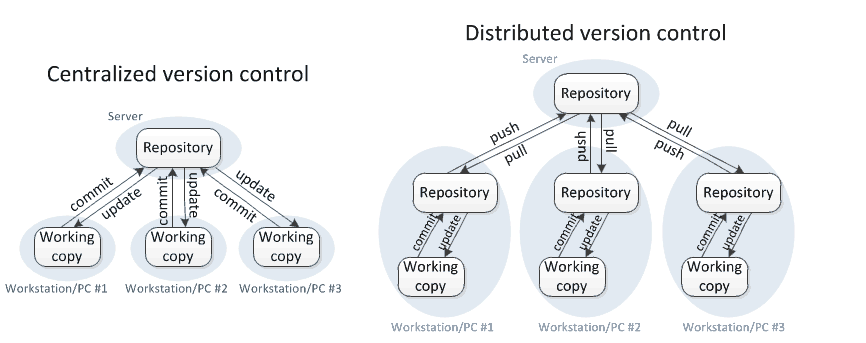 Centralized version control
Server
Repository
commit
update
commit
update
update
commit
Working
copy
Working
copy
Working
copy
Workstation/PC #1
Workstation/PC #2
Workstation/PC #3
Distributed version control
Server
Repository
push
pull
push
pull
pull
push
Repository
Repository
Repository
commit
update
commit
update
commit
update
Working
copy
Working
copy
Working
copy
Workstation/PC #1
Workstation/PC #2
Workstation/PC #3